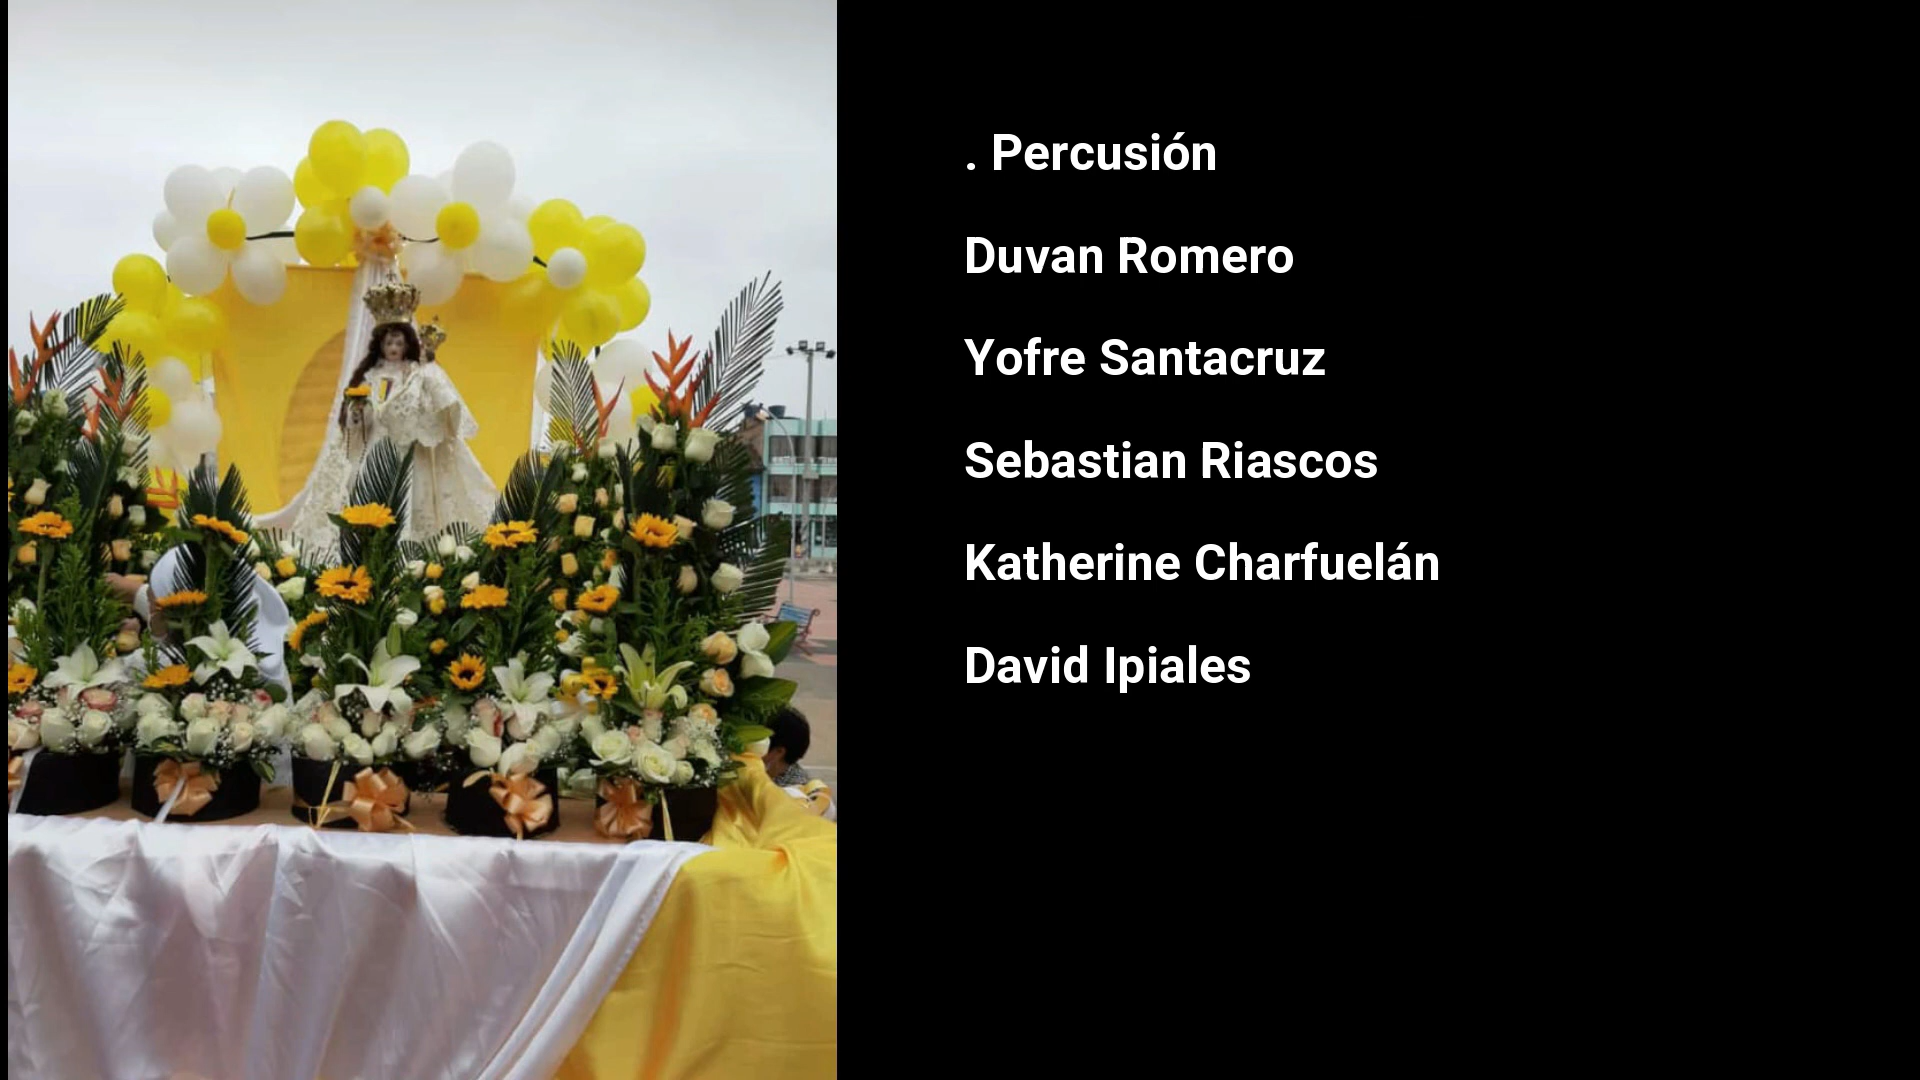 . Percusión
Duvan Romero
Yofre Santacruz
Sebastian Riascos
Katherine Charfuelán
David Ipiales